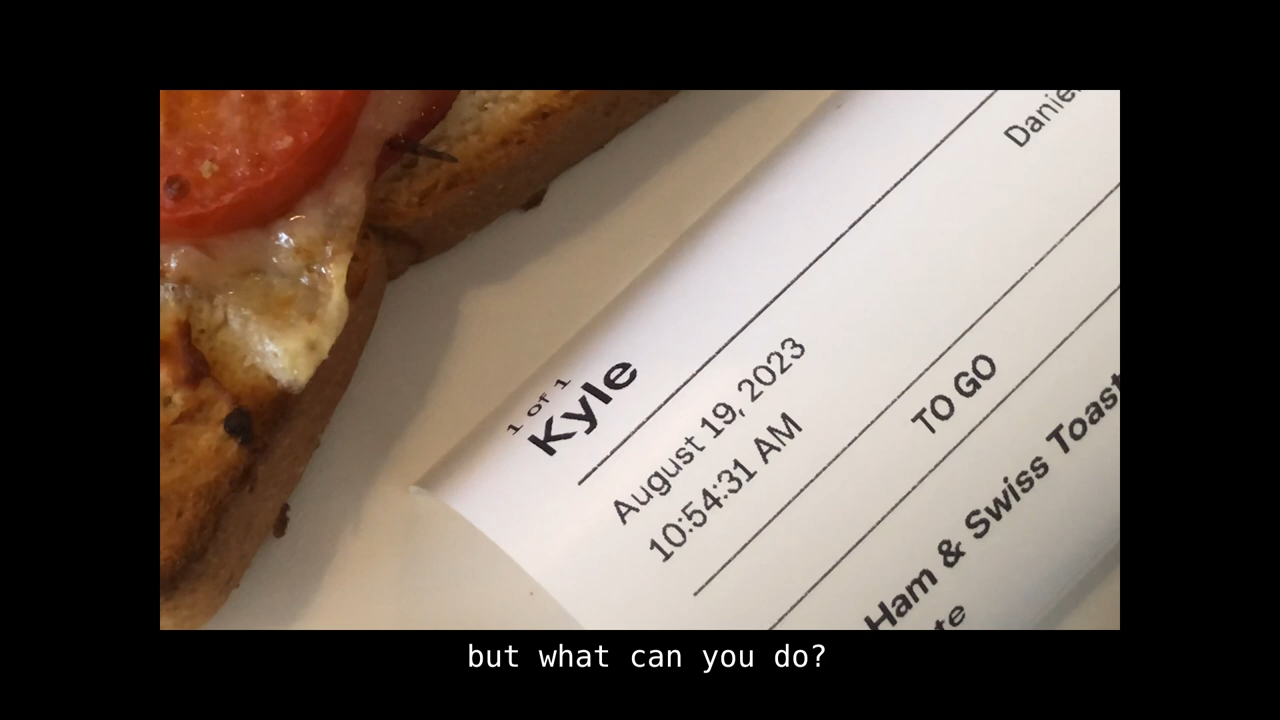 1 of 1
Kyle
Danie
August 19, 2023
10:54:31 AM
TO GO
Ham & Swiss Toast
but what can you do?